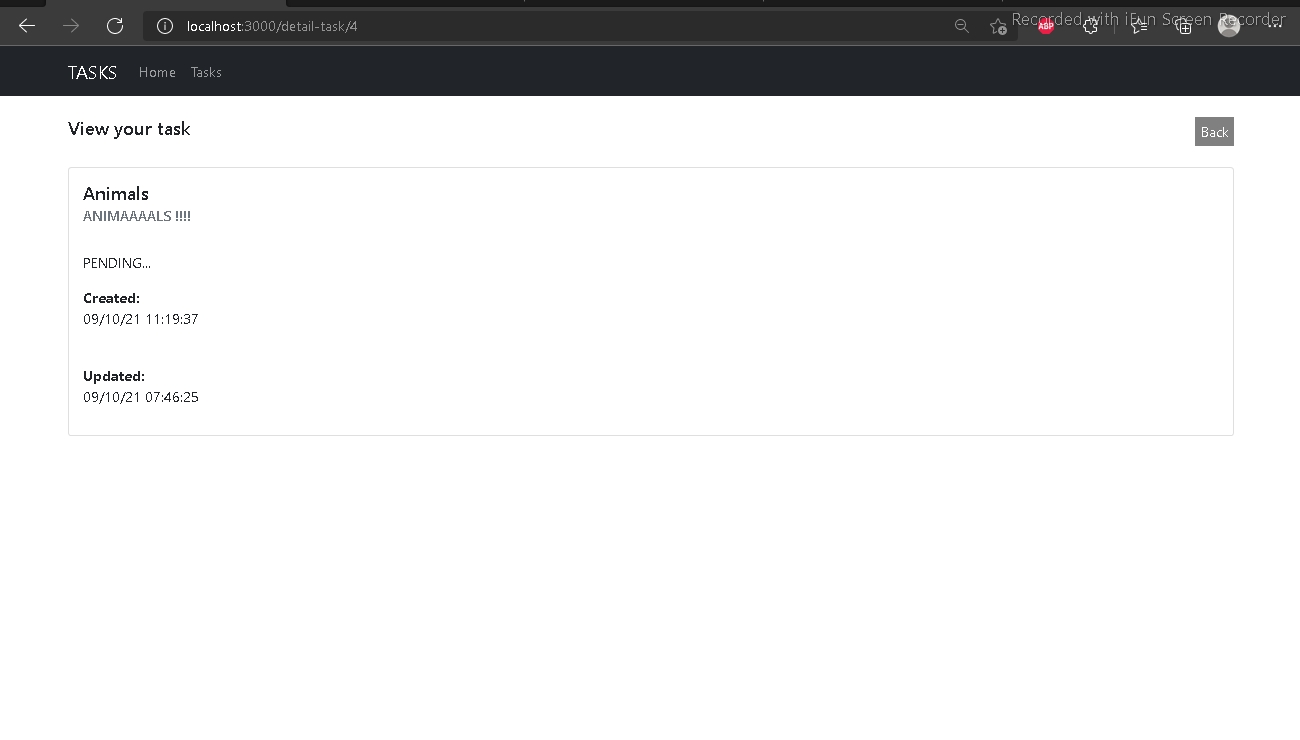 localhost:3000/detail-task/4
Recorded with iFun Screen Recorder
ABP
TASKS Home Tasks
View your task
Back
Animals
ANIMAAAALS !!!!
PENDING...
Created:
09/10/21 11:19:37
Updated:
09/10/21 07:46:25